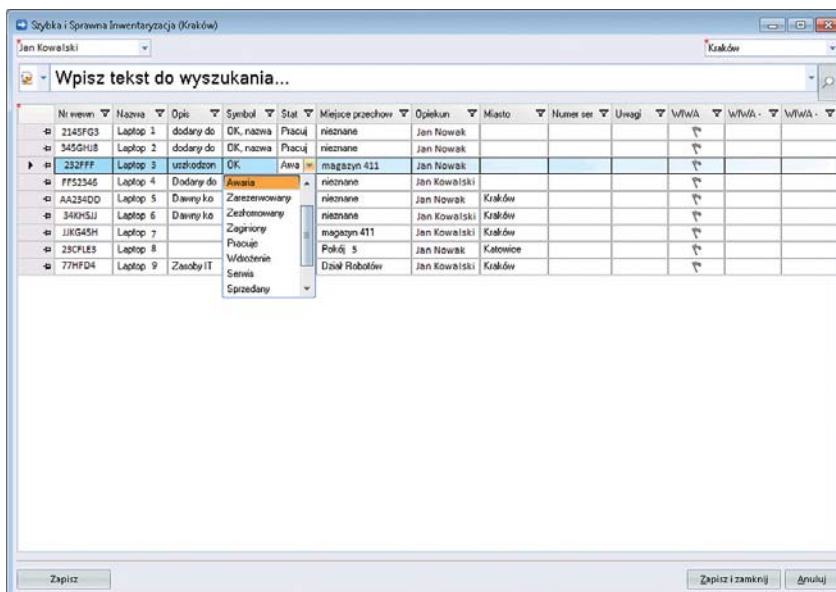 Szybka i Sprawna Inwentaryzacja (Kraków)
Jan Kowalski Kraków
Wpisz tekst do wyszukania...
Nr wewn Nazwa Opis Symbol Stat Miejsce przechow Opiekun Miasto Numer ser Uwagi WIWA WIWA - WIWA -
2145FG3 Laptop 1 dodany do OK, nazwa Pracuj nieznane Jan Nowak
345GHJ8 Laptop 2 dodany do OK, nazwa Pracuj nieznane Jan Nowak
232FFF Laptop 3 uszkodzon OK Awa magazyn 411 Jan Nowak
FFS2346 Laptop 4 Dodany do Awaria nieznane Jan Kowalski
AA234DD Laptop 5 Dawny ko Zarezerwowany nieznane Jan Nowak Kraków
34KHSJJ Laptop 6 Dawny ko Zezłomowany nieznane Jan Kowalski Kraków
JJKG45H Laptop 7 Zaginiony magazyn 411 Jan Kowalski Kraków
23CFLE3 Laptop 8 Pracuje Pokój 5 Jan Nowak Katowice
77HFD4 Laptop 9 Zasoby IT Wdrożenie Dział Robotów Jan Kowalski Kraków
Serwis
Sprzedany
Zapisz Zapisz i zamknij Anuluj